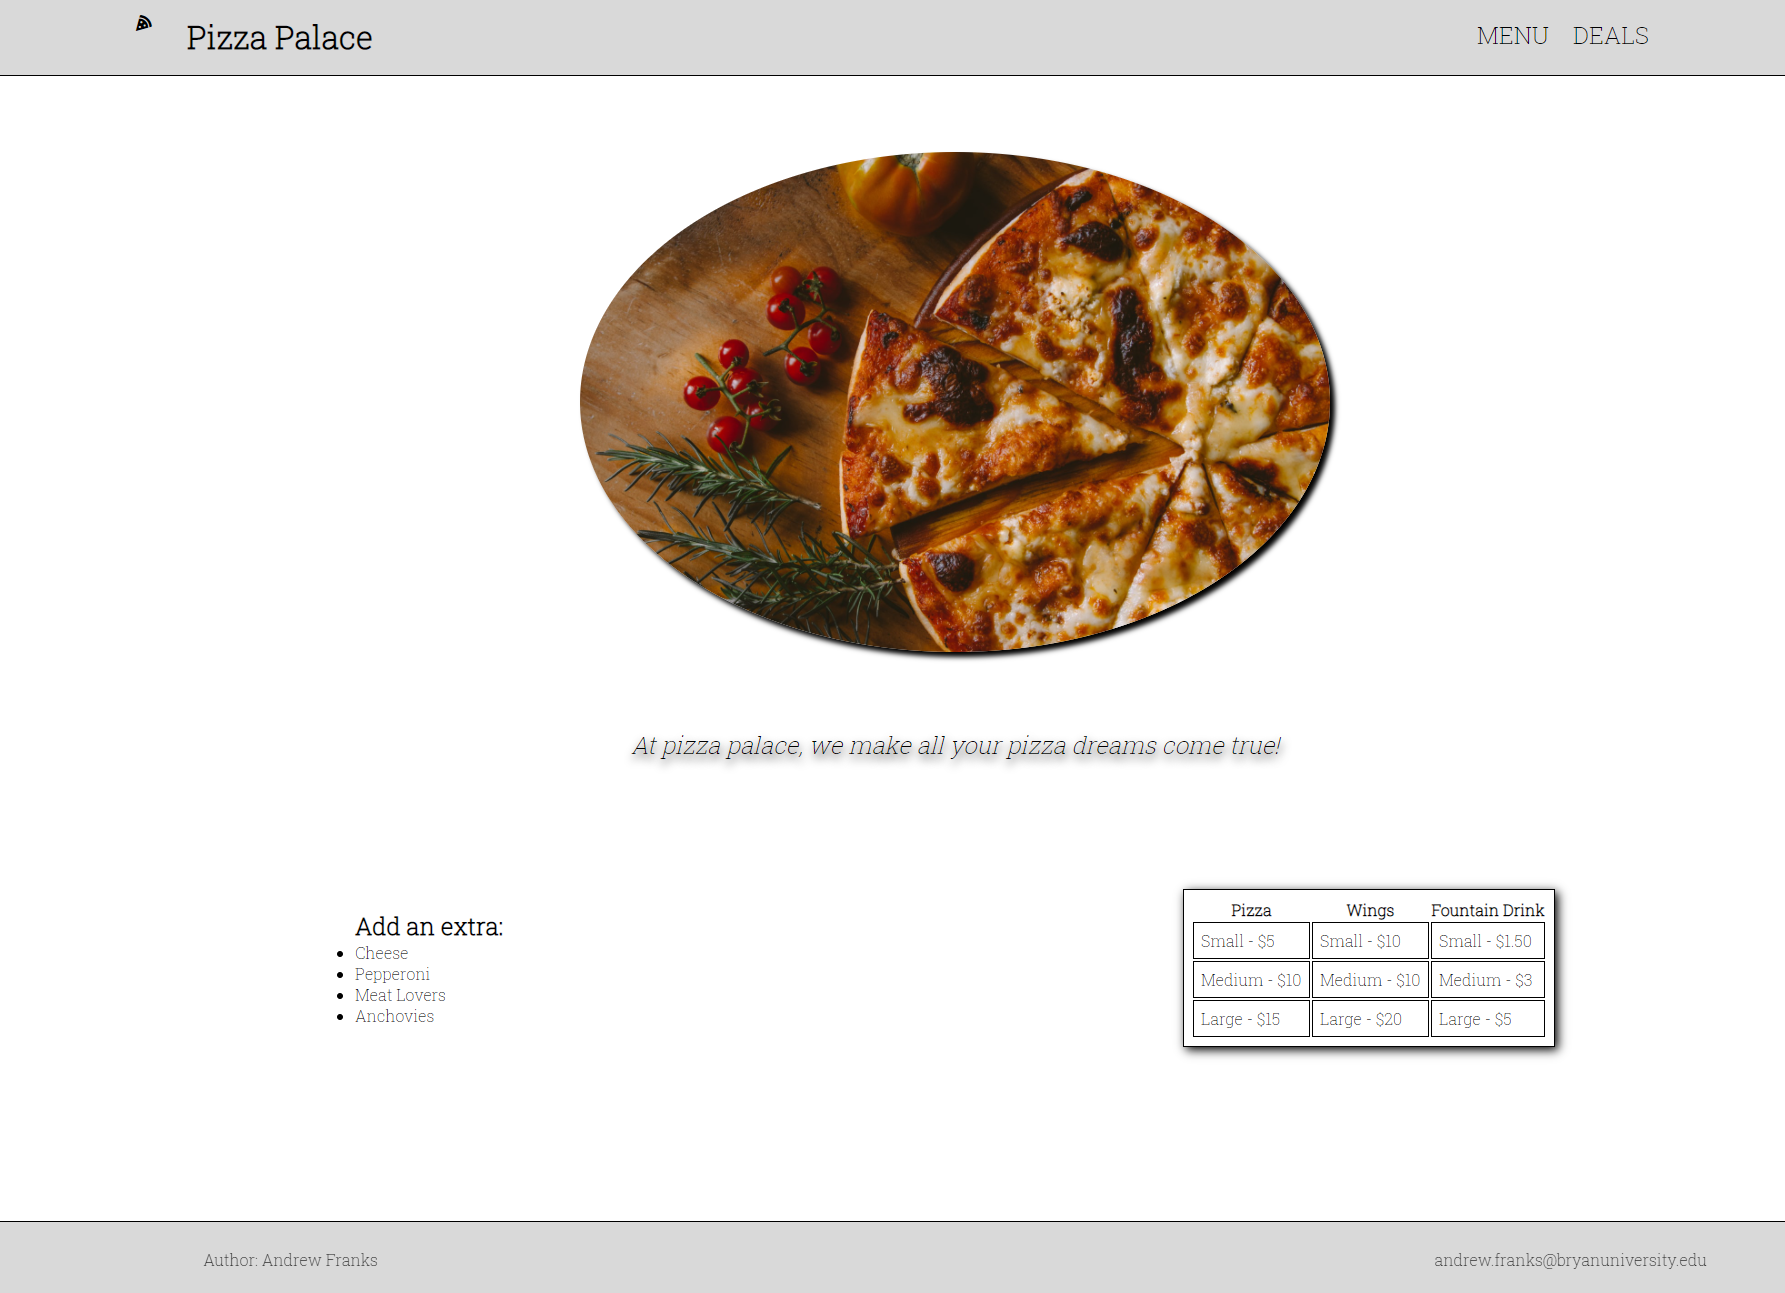 Pizza Palace
MENU DEALS
At pizza palace, we make all your pizza dreams come true!
Add an extra:
Cheese
Pepperoni
Meat Lovers
Anchovies
Pizza Wings Fountain Drink
Small - $5 Small - $10 Small - $1.50
Medium - $10 Medium - $10 Medium - $3
Large - $15 Large - $20 Large - $5
Author: Andrew Franks
andrew.franks@bryanuniversity.edu